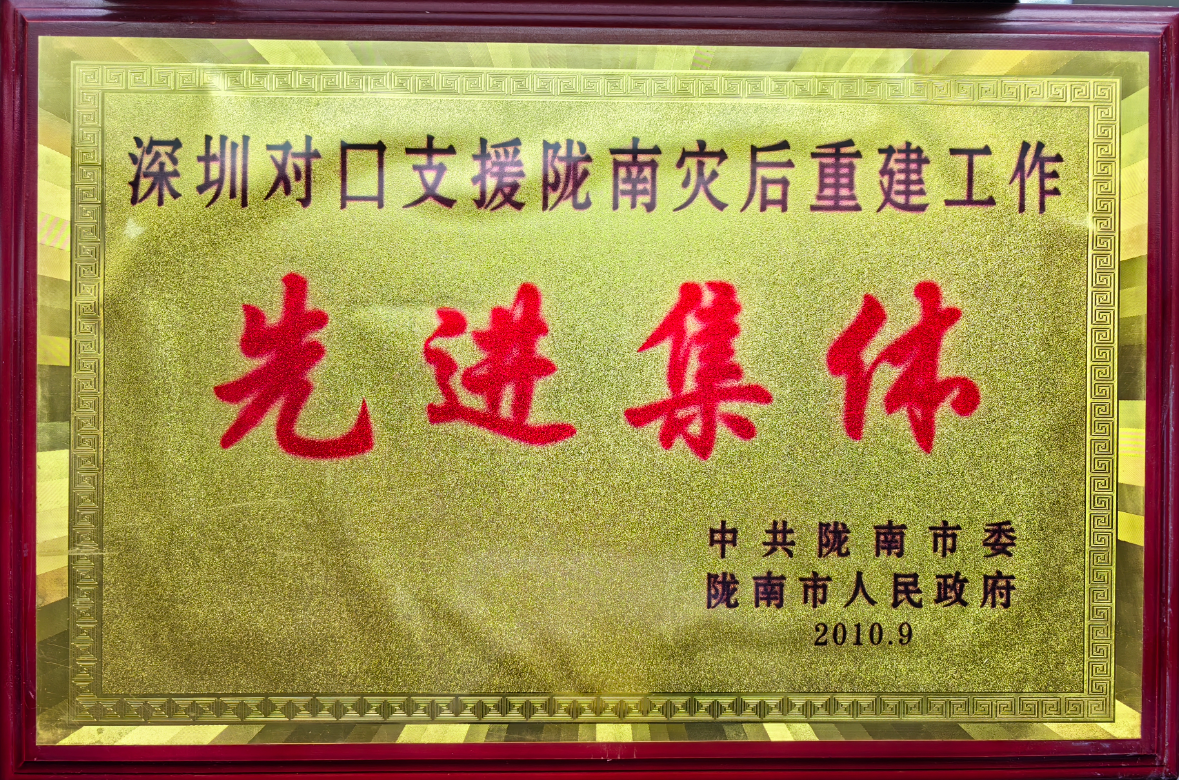 深圳对口支援陇南灾后重建工作
先进集体
中共陇南市委
陇南市人民政府
2010.9